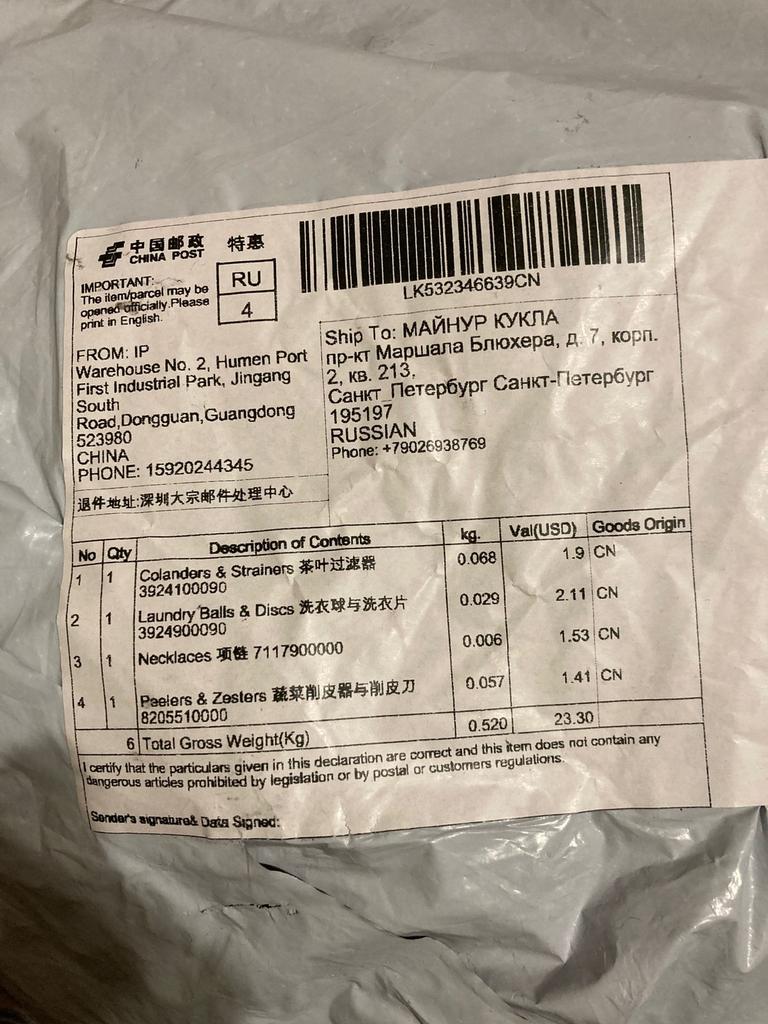 中国邮政
CHINA POST
特惠
IMPORTANT:
The item/parcel may be
opened officially.Please
print in English.
RU
4
LK532346639CN
FROM: IP
Warehouse No. 2, Humen Port
First Industrial Park, Jingang
South
Road,Dongguan,Guangdong
523980
CHINA
PHONE: 15920244345
退件地址:深圳大宗邮件处理中心
Ship To: МАЙНУР КУКЛА
пр-кт Маршала Блюхера, д. 7, корп.
2, кв. 213,
Санкт_Петербург Санкт-Петербург
195197
RUSSIAN
Phone: +79026938769
No Qty Description of Contents kg. Val(USD) Goods Origin
1 1 Colanders & Strainers 茶叶过滤器 0.068 1.9 CN
3924100090
2 1 Laundry Balls & Discs 洗衣球与洗衣片 0.029 2.11 CN
3924900090
3 1 Necklaces 项链 7117900000 0.006 1.53 CN
4 1 Peelers & Zesters 蔬菜削皮器与削皮刀 0.057 1.41 CN
8205510000
6 Total Gross Weight(Kg) 0.520 23.30
I certify that the particulars given in this declaration are correct and this item does not contain any
dangerous articles prohibited by legislation or by postal or customers regulations.
Sender's signature& Data Signed: